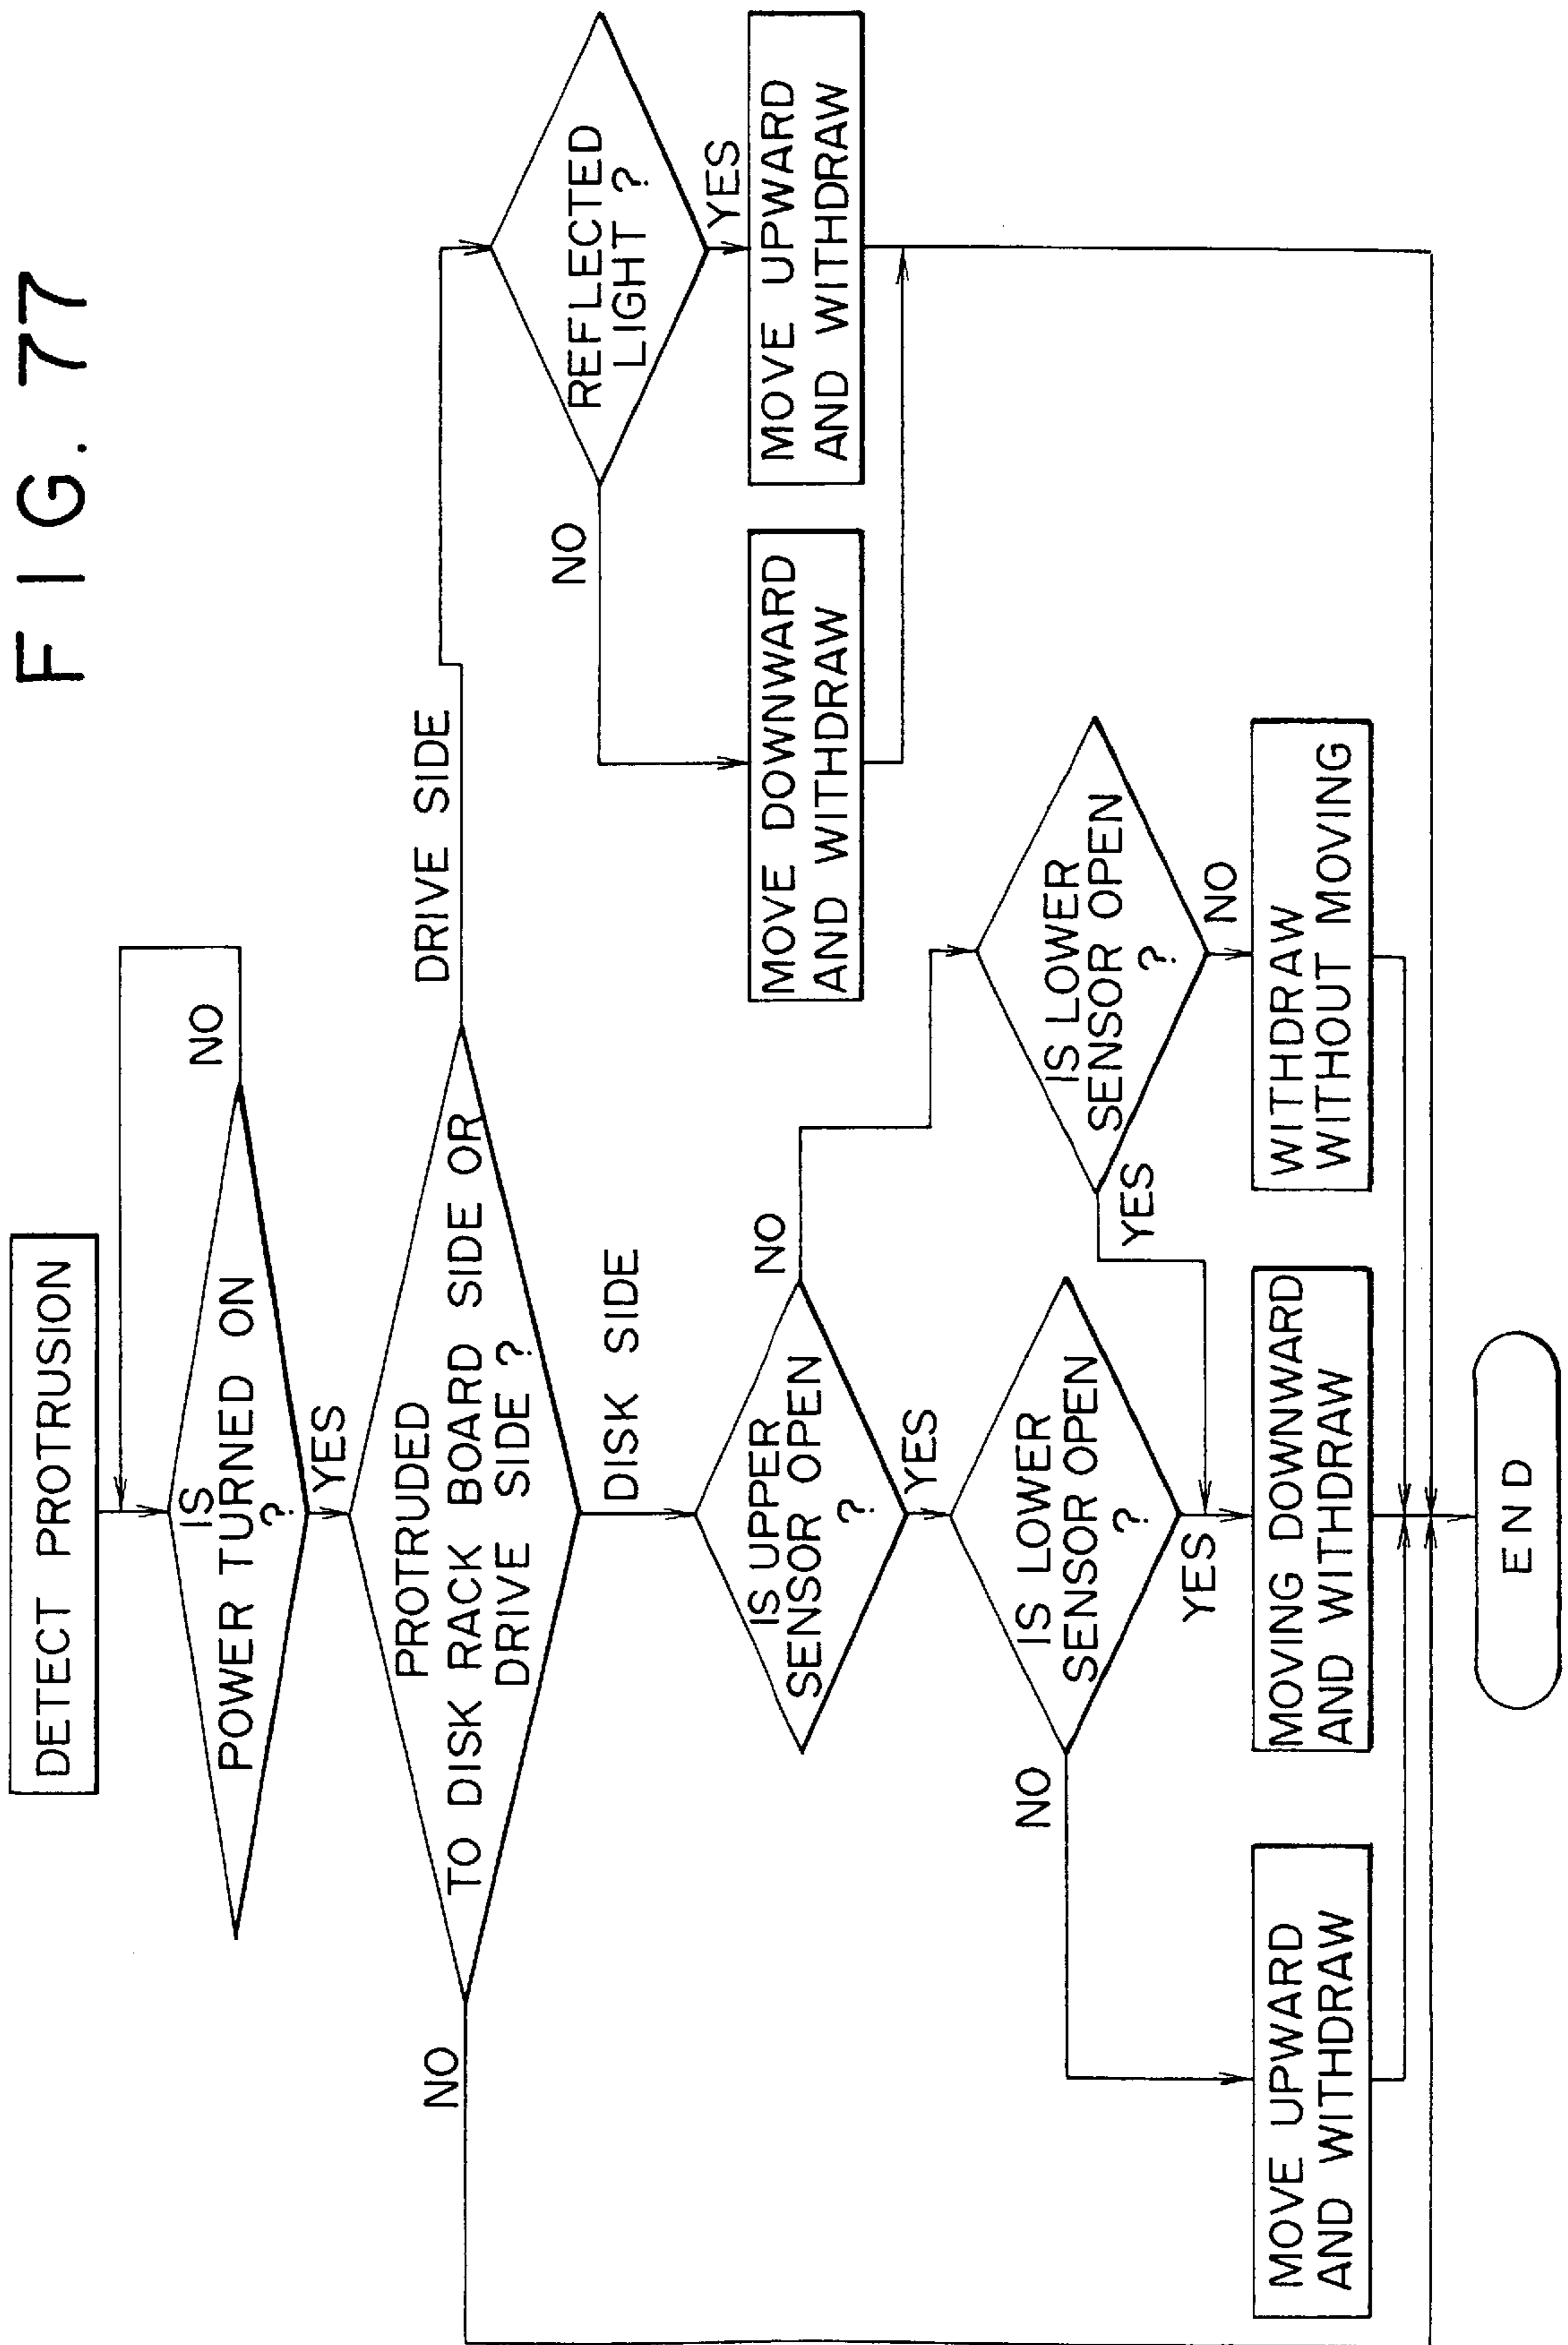 FIG. 77
DETECT PROTRUSION
IS
POWER TURNED ON
?
NO
YES
PROTRUDED
TO DISK RACK BOARD SIDE OR
DRIVE SIDE ?
NO
DRIVE SIDE
DISK SIDE
REFLECTED
LIGHT ?
NO
YES
MOVE DOWNWARD
AND WITHDRAW
MOVE UPWARD
AND WITHDRAW
IS UPPER
SENSOR OPEN
?
NO
YES
IS LOWER
SENSOR OPEN
?
NO
YES
IS LOWER
SENSOR OPEN
?
YES
NO
MOVE UPWARD
AND WITHDRAW
MOVING DOWNWARD
AND WITHDRAW
WITHDRAW
WITHOUT MOVING
END